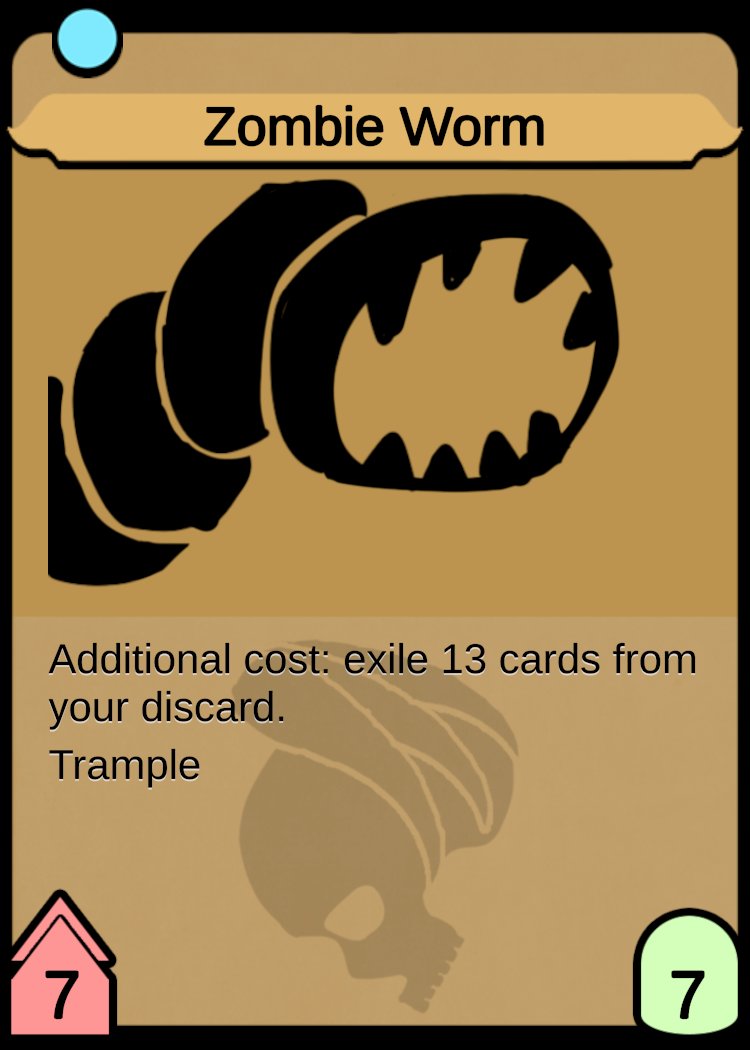 Zombie Worm
Additional cost: exile 13 cards from
your discard.
Trample
7
7